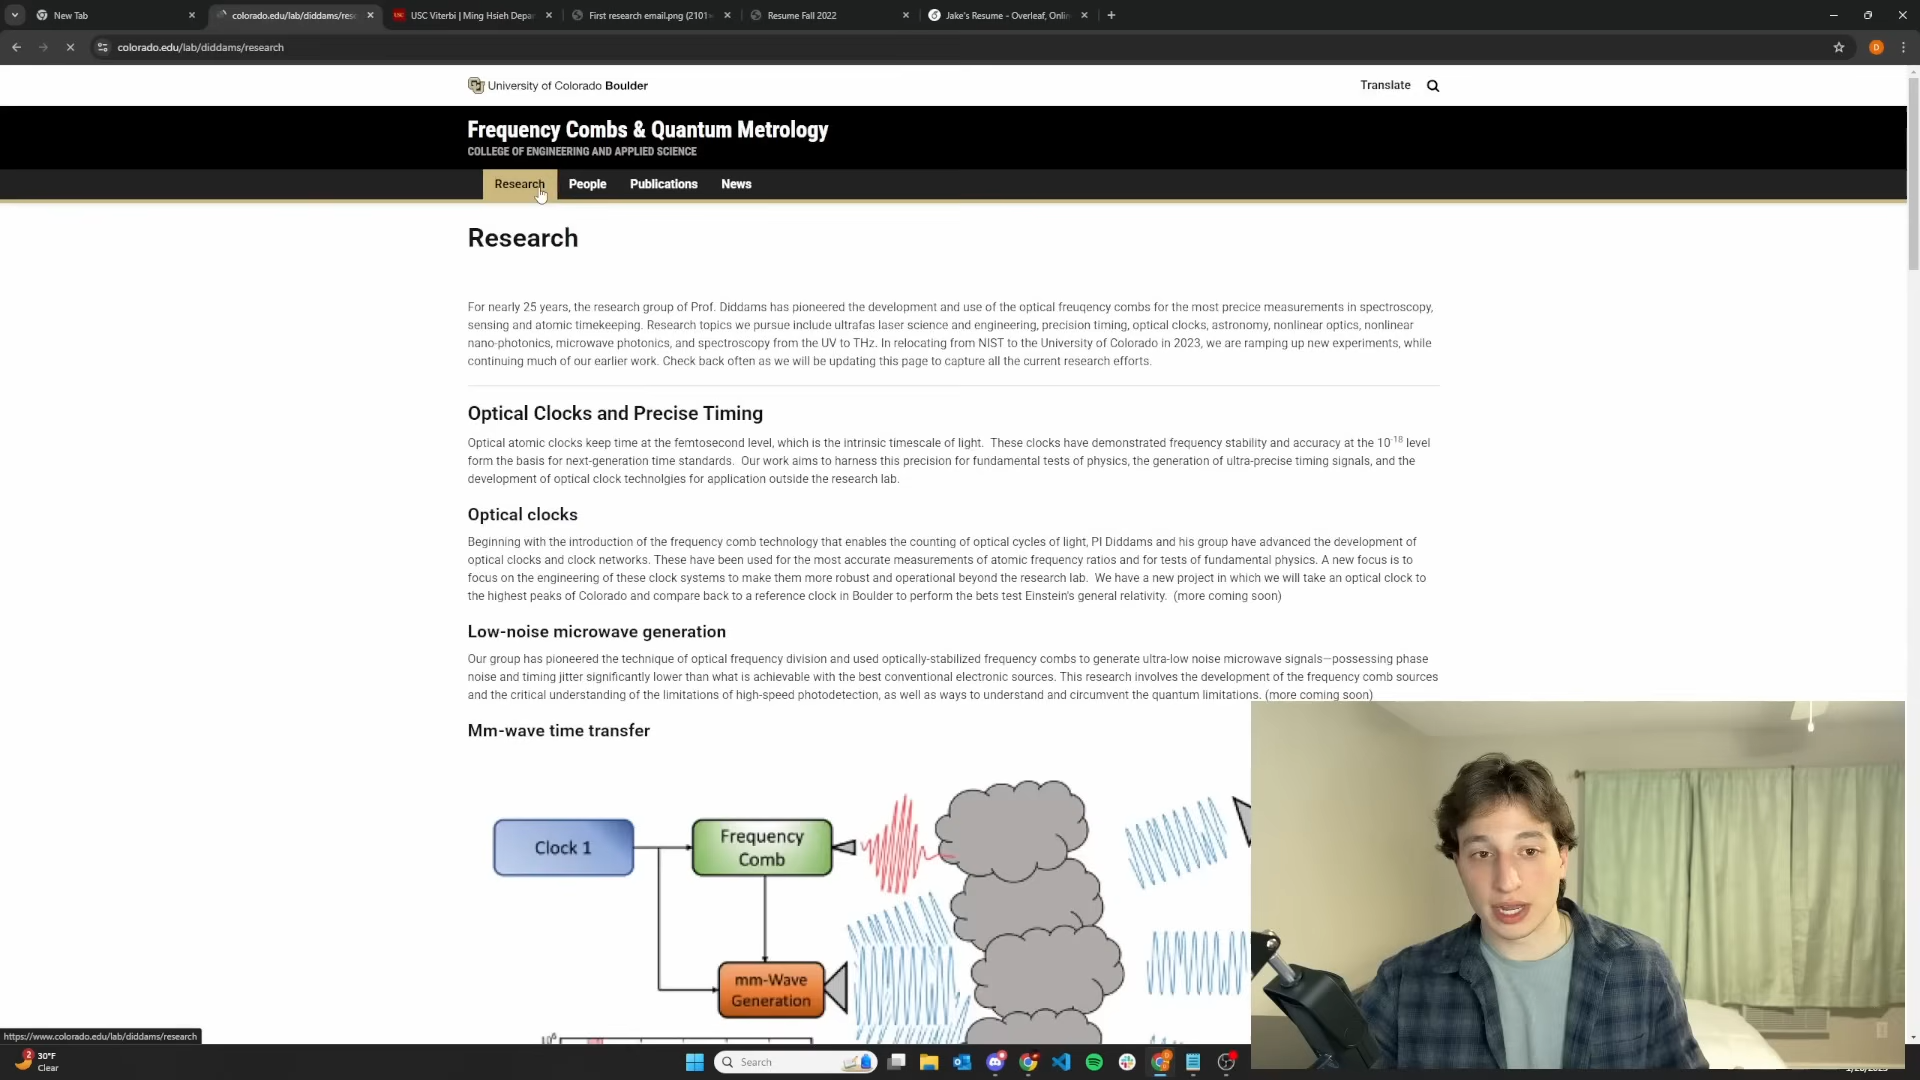 New Tab
colorado.edu/lab/diddams/res
USC Viterbi | Ming Hsieh Depar
First research email.png (2101×
Resume Fall 2022
Jake's Resume - Overleaf, Onlin
colorado.edu/lab/diddams/research
D
University of Colorado Boulder
Translate
Frequency Combs & Quantum Metrology
COLLEGE OF ENGINEERING AND APPLIED SCIENCE
Research
People
Publications
News
Research
For nearly 25 years, the research group of Prof. Diddams has pioneered the development and use of the optical freuqency combs for the most precice measurements in spectroscopy,
sensing and atomic timekeeping. Research topics we pursue include ultrafas laser science and engineering, precision timing, optical clocks, astronomy, nonlinear optics, nonlinear
nano-photonics, microwave photonics, and spectroscopy from the UV to THz. In relocating from NIST to the University of Colorado in 2023, we are ramping up new experiments, while
continuing much of our earlier work. Check back often as we will be updating this page to capture all the current research efforts.
Optical Clocks and Precise Timing
Optical atomic clocks keep time at the femtosecond level, which is the intrinsic timescale of light. These clocks have demonstrated frequency stability and accuracy at the 10-18 level
form the basis for next-generation time standards. Our work aims to harness this precision for fundamental tests of physics, the generation of ultra-precise timing signals, and the
development of optical clock technolgies for application outside the research lab.
Optical clocks
Beginning with the introduction of the frequency comb technology that enables the counting of optical cycles of light, PI Diddams and his group have advanced the development of
optical clocks and clock networks. These have been used for the most accurate measurements of atomic frequency ratios and for tests of fundamental physics. A new focus is to
focus on the engineering of these clock systems to make them more robust and operational beyond the research lab. We have a new project in which we will take an optical clock to
the highest peaks of Colorado and compare back to a reference clock in Boulder to perform the bets test Einstein's general relativity. (more coming soon)
Low-noise microwave generation
Our group has pioneered the technique of optical frequency division and used optically-stabilized frequency combs to generate ultra-low noise microwave signals—possessing phase
noise and timing jitter significantly lower than what is achievable with the best conventional electronic sources. This research involves the development of the frequency comb sources
and the critical understanding of the limitations of high-speed photodetection, as well as ways to understand and circumvent the quantum limitations. (more coming soon)
Mm-wave time transfer
Clock 1
Frequency
Comb
mm-Wave
Generation
https://www.colorado.edu/lab/diddams/research
2
30°F
Clear
Search